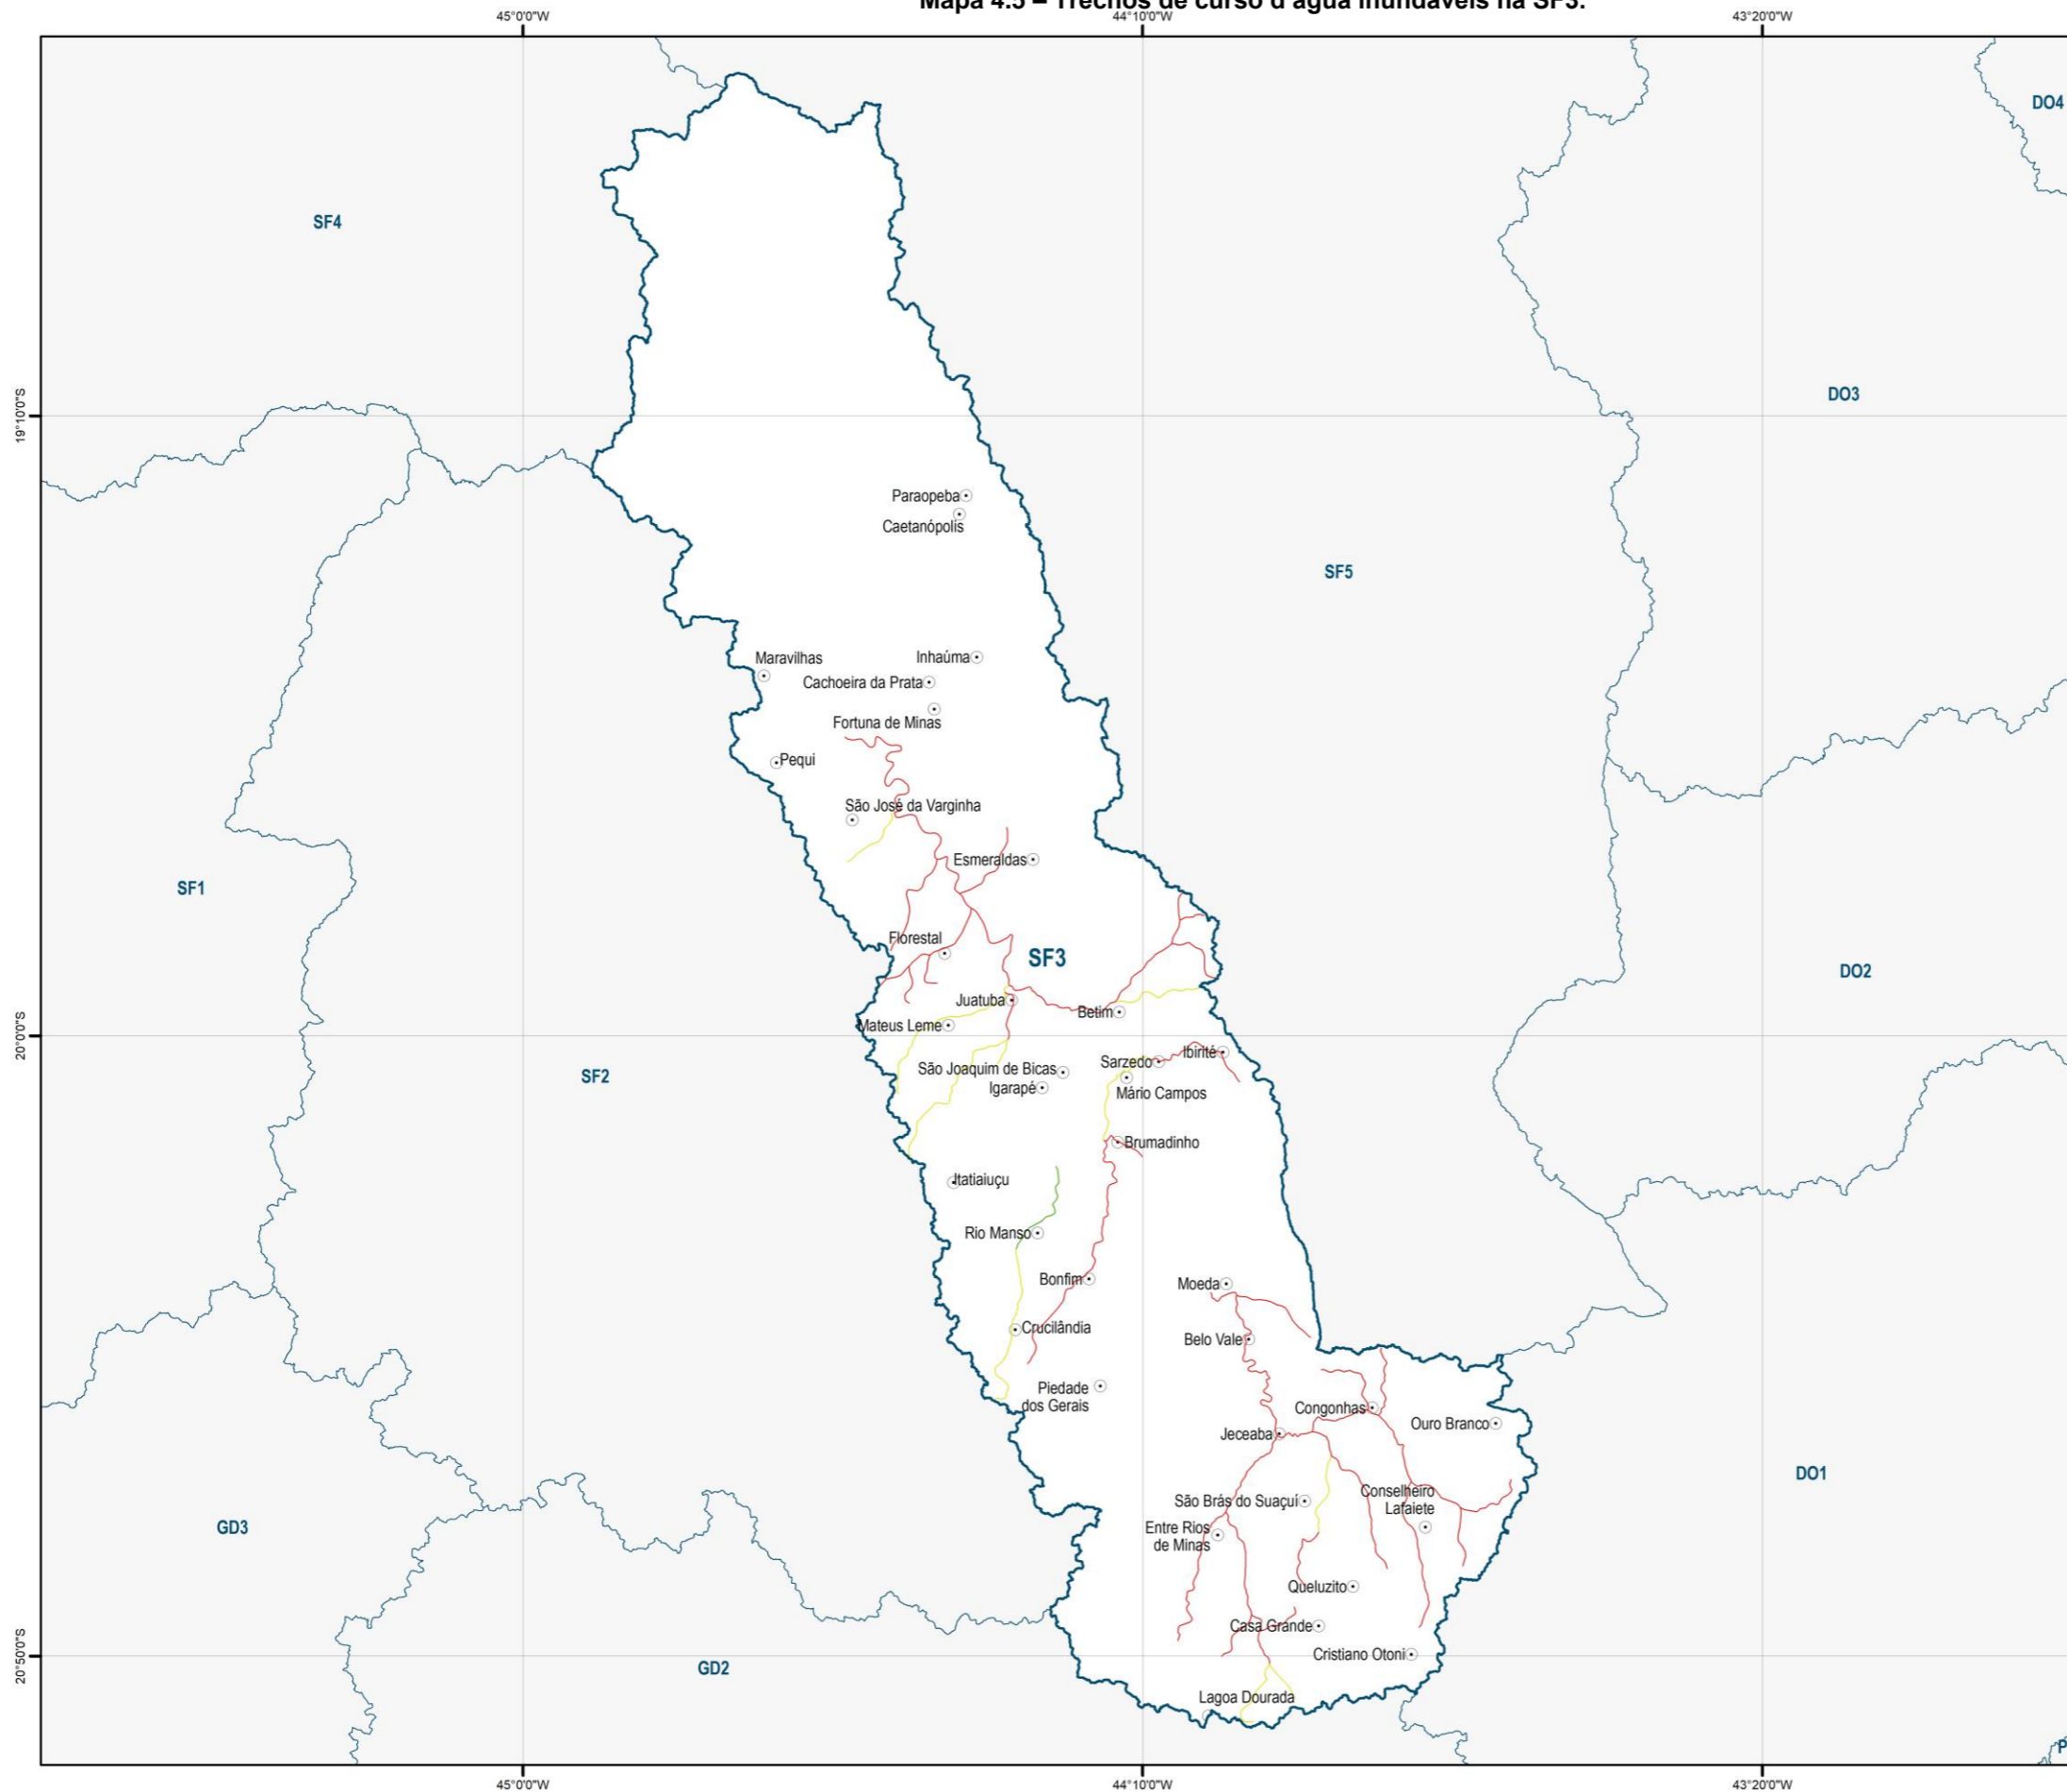 Mapa 4.5 – Trechos de curso d'água inundáveis na SF3.
45°0'0"W
44°10'0"W
43°20'0"W
DO4
SF4
DO3
19°10'0"S
Paraopeba
Caetanópolis
SF5
Maravilhas
Inhaúma
Cachoeira da Prata
Fortuna de Minas
Pequi
São José da Varginha
Esmeraldas
SF1
Florestal
SF3
DO2
Juatuba
Betim
Mateus Leme
20°0'0"S
Ibirité
Sarzedo
São Joaquim de Bicas
SF2
Igarapé
Mário Campos
Brumadinho
Itatiaiuçu
Rio Manso
Bonfim
Moeda
Crucilândia
Belo Vale
Piedade
dos Gerais
Congonhas
Ouro Branco
Jeceaba
DO1
Conselheiro
Lafaiete
São Brás do Suaçuí
GD3
Entre Rios
de Minas
Queluzito
Casa Grande
Cristiano Otoni
20°50'0"S
GD2
Lagoa Dourada
45°0'0"W
44°10'0"W
43°20'0"W